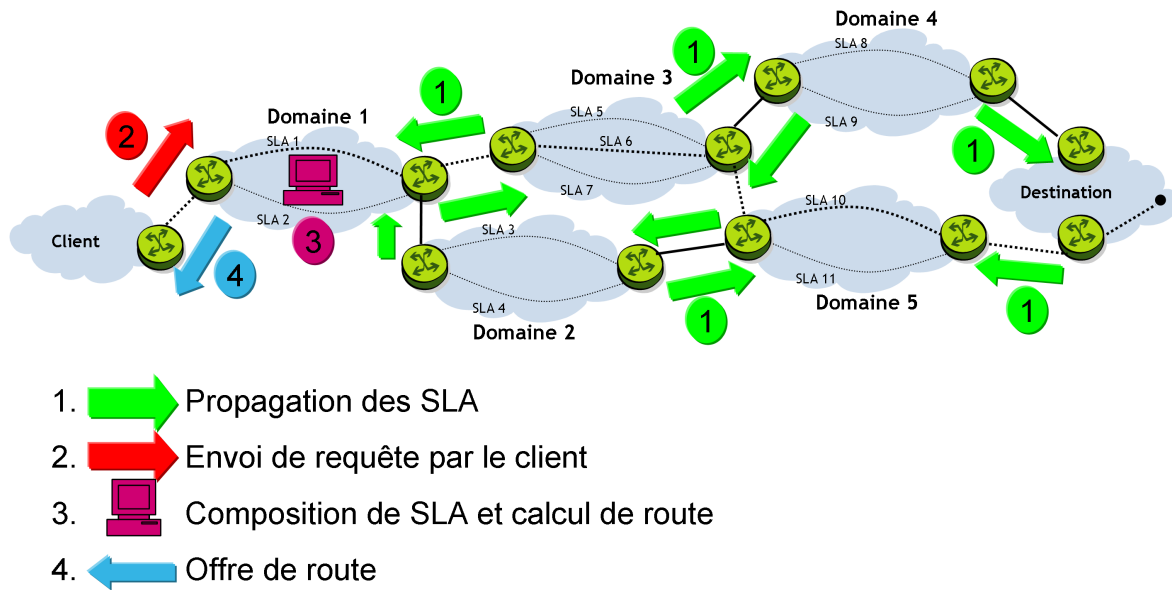 Domaine 4
SLA 8
1
Domaine 3
1
SLA 9
SLA 5
Domaine 1
2
SLA 1
SLA 6
1
SLA 7
Destination
SLA 2
SLA 10
Client
3
SLA 3
4
SLA 11
Domaine 5
SLA 4
1
1
Domaine 2
1. Propagation des SLA
2. Envoi de requête par le client
3. Composition de SLA et calcul de route
4. Offre de route